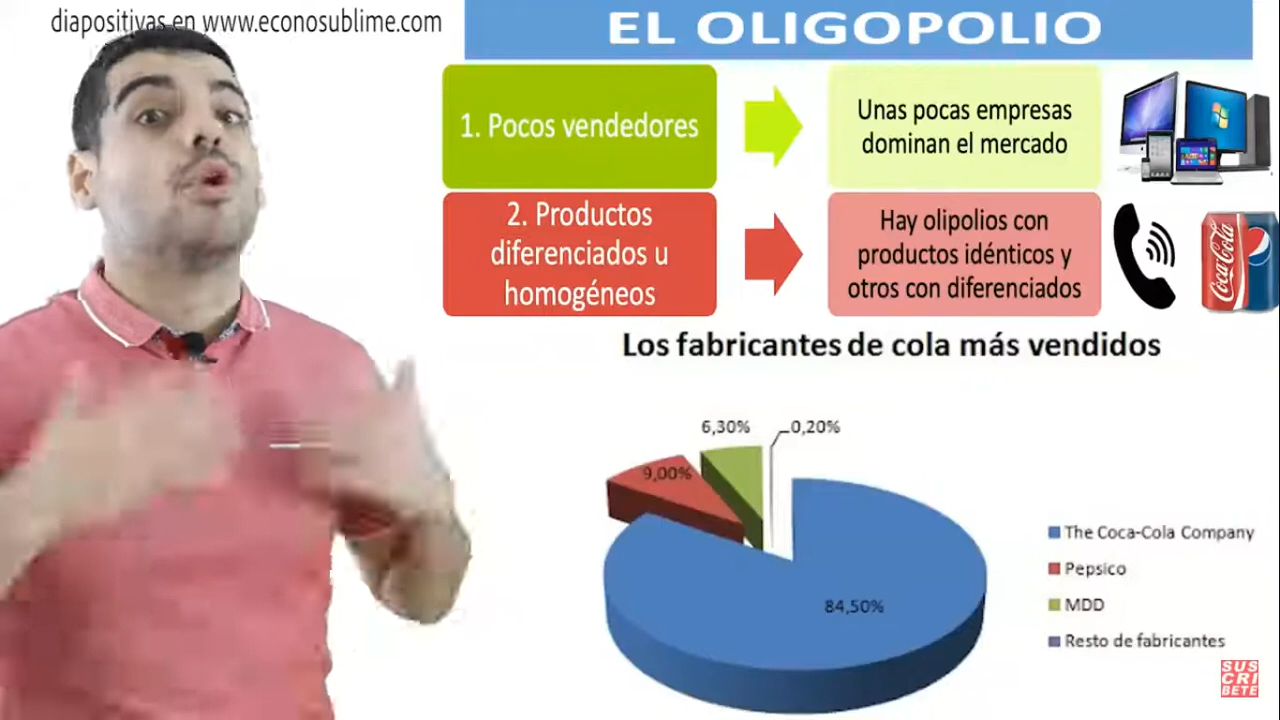 diapositivas en www.econosublime.com
EL OLIGOPOLIO
1. Pocos vendedores
Unas pocas empresas
dominan el mercado
2. Productos
diferenciados u
homogéneos
Hay olipolios con
productos idénticos y
otros con diferenciados
Coca-Cola
Los fabricantes de cola más vendidos
6,30%
0,20%
9,00%
84,50%
The Coca-Cola Company
Pepsico
MDD
Resto de fabricantes
SUS
CRI
BETE